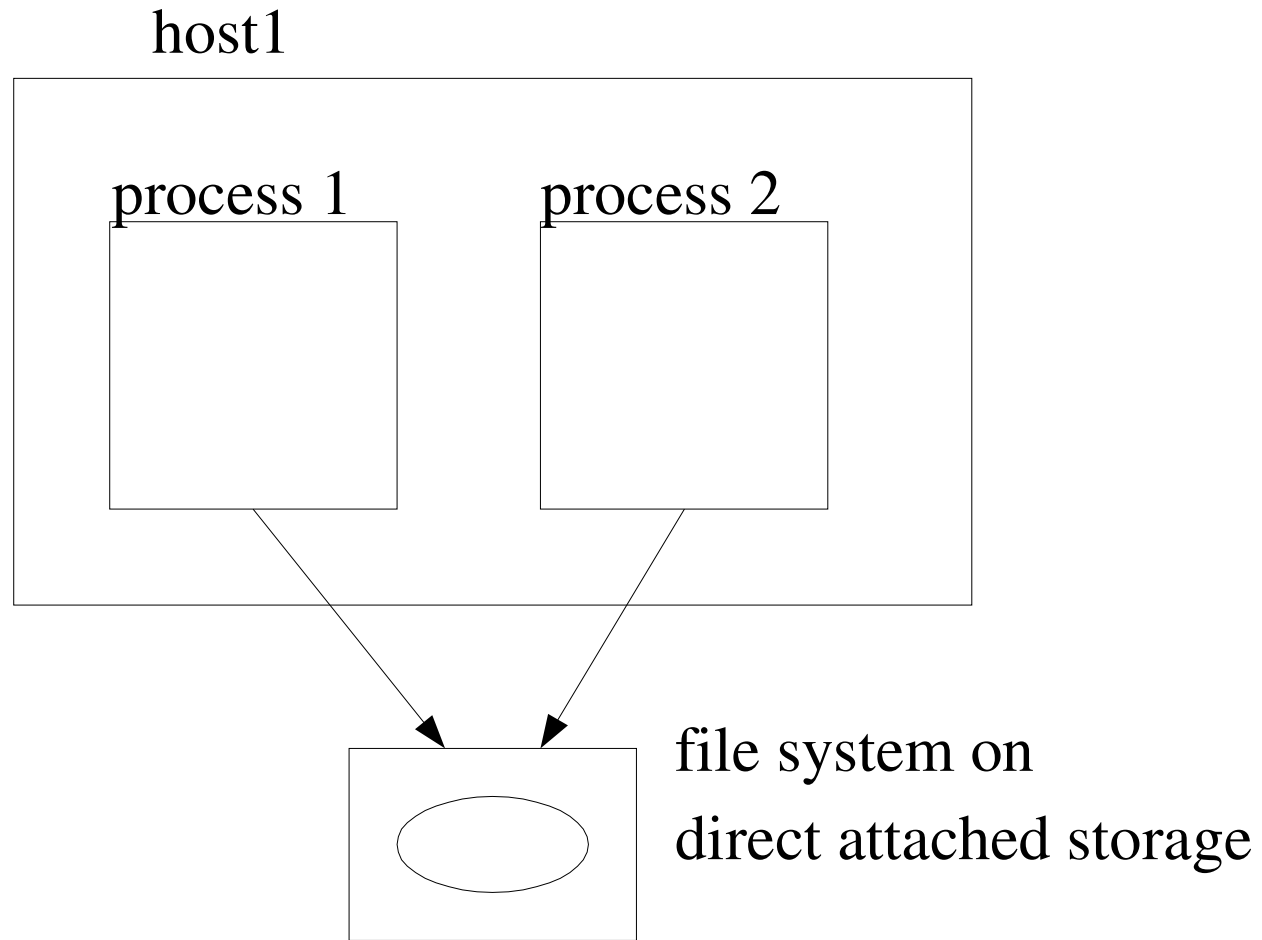 host1
process 1
process 2
file system on
direct attached storage